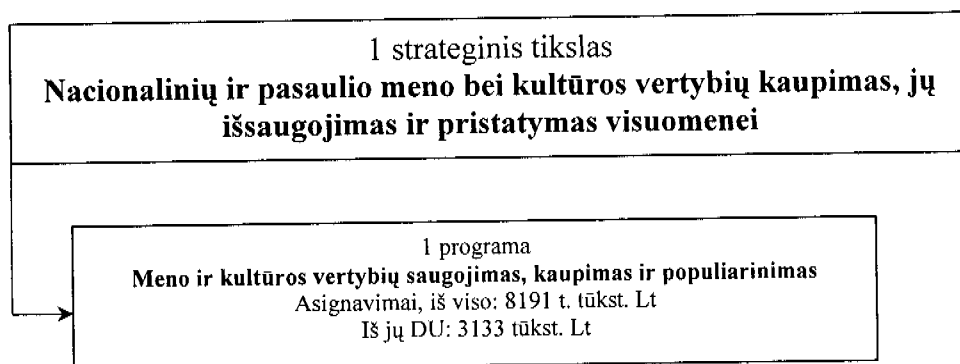 1 strateginis tikslas
Nacionalinių ir pasaulio meno bei kultūros vertybių kaupimas, jų
išsaugojimas ir pristatymas visuomenei
1 programa
Meno ir kultūros vertybių saugojimas, kaupimas ir populiarinimas
Asignavimai, iš viso: 8191 t. tūkst. Lt
Iš jų DU: 3133 tūkst. Lt